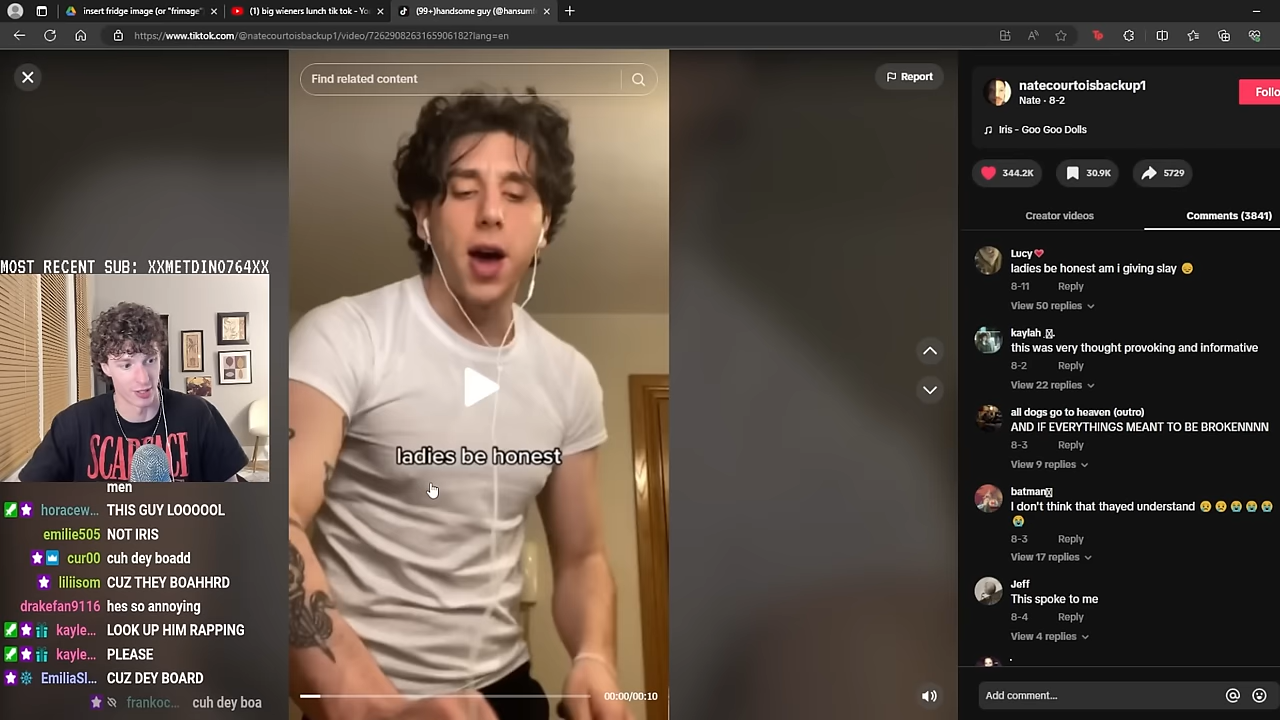 insert fridge image (or "frimage"
(1) big wieners lunch tik tok - Yo
(99+)handsome guy (@hansumf
https://www.tiktok.com/@natecourtoisbackup1/video/7262908263165906182?lang=en
Find related content
Report
natecourtoisbackup1
Nate · 8-2
Follo
Iris - Goo Goo Dolls
344.2K
30.9K
5729
Creator videos
Comments (3841)
Lucy
ladies be honest am i giving slay
8-11 Reply
View 50 replies
kaylah
this was very thought provoking and informative
8-2 Reply
View 22 replies
all dogs go to heaven (outro)
AND IF EVERYTHINGS MEANT TO BE BROKENNNN
8-3 Reply
View 9 replies
batman
I don't think that thayed understand
8-3 Reply
View 17 replies
Jeff
This spoke to me
8-4 Reply
View 4 replies
Add comment...
ladies be honest
00:00/00:10
MOST RECENT SUB: XXMETDINO764XX
SCARFACE
men
horacew... THIS GUY LOOOOOL
emilie505 NOT IRIS
cur00 cuh dey boadd
liliisom CUZ THEY BOAHHRD
drakefan9116 hes so annoying
kayle... LOOK UP HIM RAPPING
kayle... PLEASE
EmiliaSl... CUZ DEY BOARD
frankoc... cuh dey boa